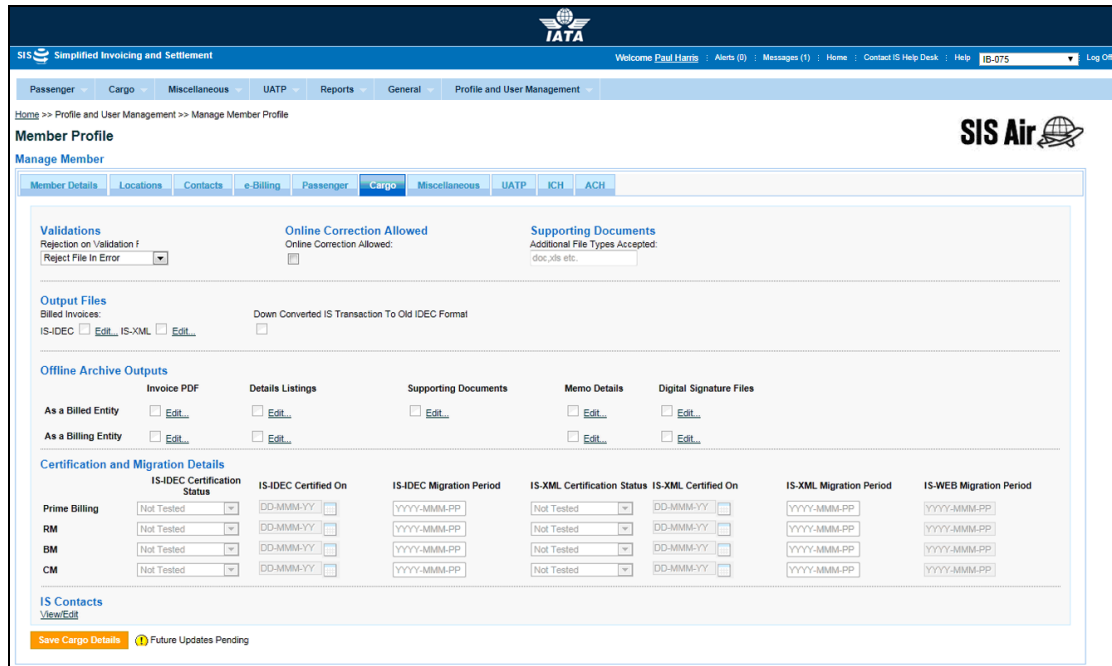 IATA
SIS Simplified Invoicing and Settlement
Welcome Paul Harris : Alerts (0) : Messages (1) : Home : Contact IS Help Desk : Help IB-075 Log Off
Passenger Cargo Miscellaneous UATP Reports General Profile and User Management
Home >> Profile and User Management >> Manage Member Profile
Member Profile
SIS Air
Manage Member
Member Details Locations Contacts e-Billing Passenger Cargo Miscellaneous UATP ICH ACH
Validations Online Correction Allowed Supporting Documents
Rejection on Validation F Online Correction Allowed: Additional File Types Accepted:
Reject File In Error doc,xls etc.
Output Files
Billed Invoices: Down Converted IS Transaction To Old IDEC Format
IS-IDEC Edit... IS-XML Edit...
Offline Archive Outputs
Invoice PDF Details Listings Supporting Documents Memo Details Digital Signature Files
As a Billed Entity Edit... Edit... Edit... Edit... Edit...
As a Billing Entity Edit... Edit... Edit... Edit...
Certification and Migration Details
IS-IDEC Certification Status IS-IDEC Certified On IS-IDEC Migration Period IS-XML Certification Status IS-XML Certified On IS-XML Migration Period IS-WEB Migration Period
Prime Billing Not Tested DD-MMM-YY YYYY-MMM-PP Not Tested DD-MMM-YY YYYY-MMM-PP YYYY-MMM-PP
RM Not Tested DD-MMM-YY YYYY-MMM-PP Not Tested DD-MMM-YY YYYY-MMM-PP YYYY-MMM-PP
BM Not Tested DD-MMM-YY YYYY-MMM-PP Not Tested DD-MMM-YY YYYY-MMM-PP YYYY-MMM-PP
CM Not Tested DD-MMM-YY YYYY-MMM-PP Not Tested DD-MMM-YY YYYY-MMM-PP YYYY-MMM-PP
IS Contacts
View/Edit
Save Cargo Details ! Future Updates Pending